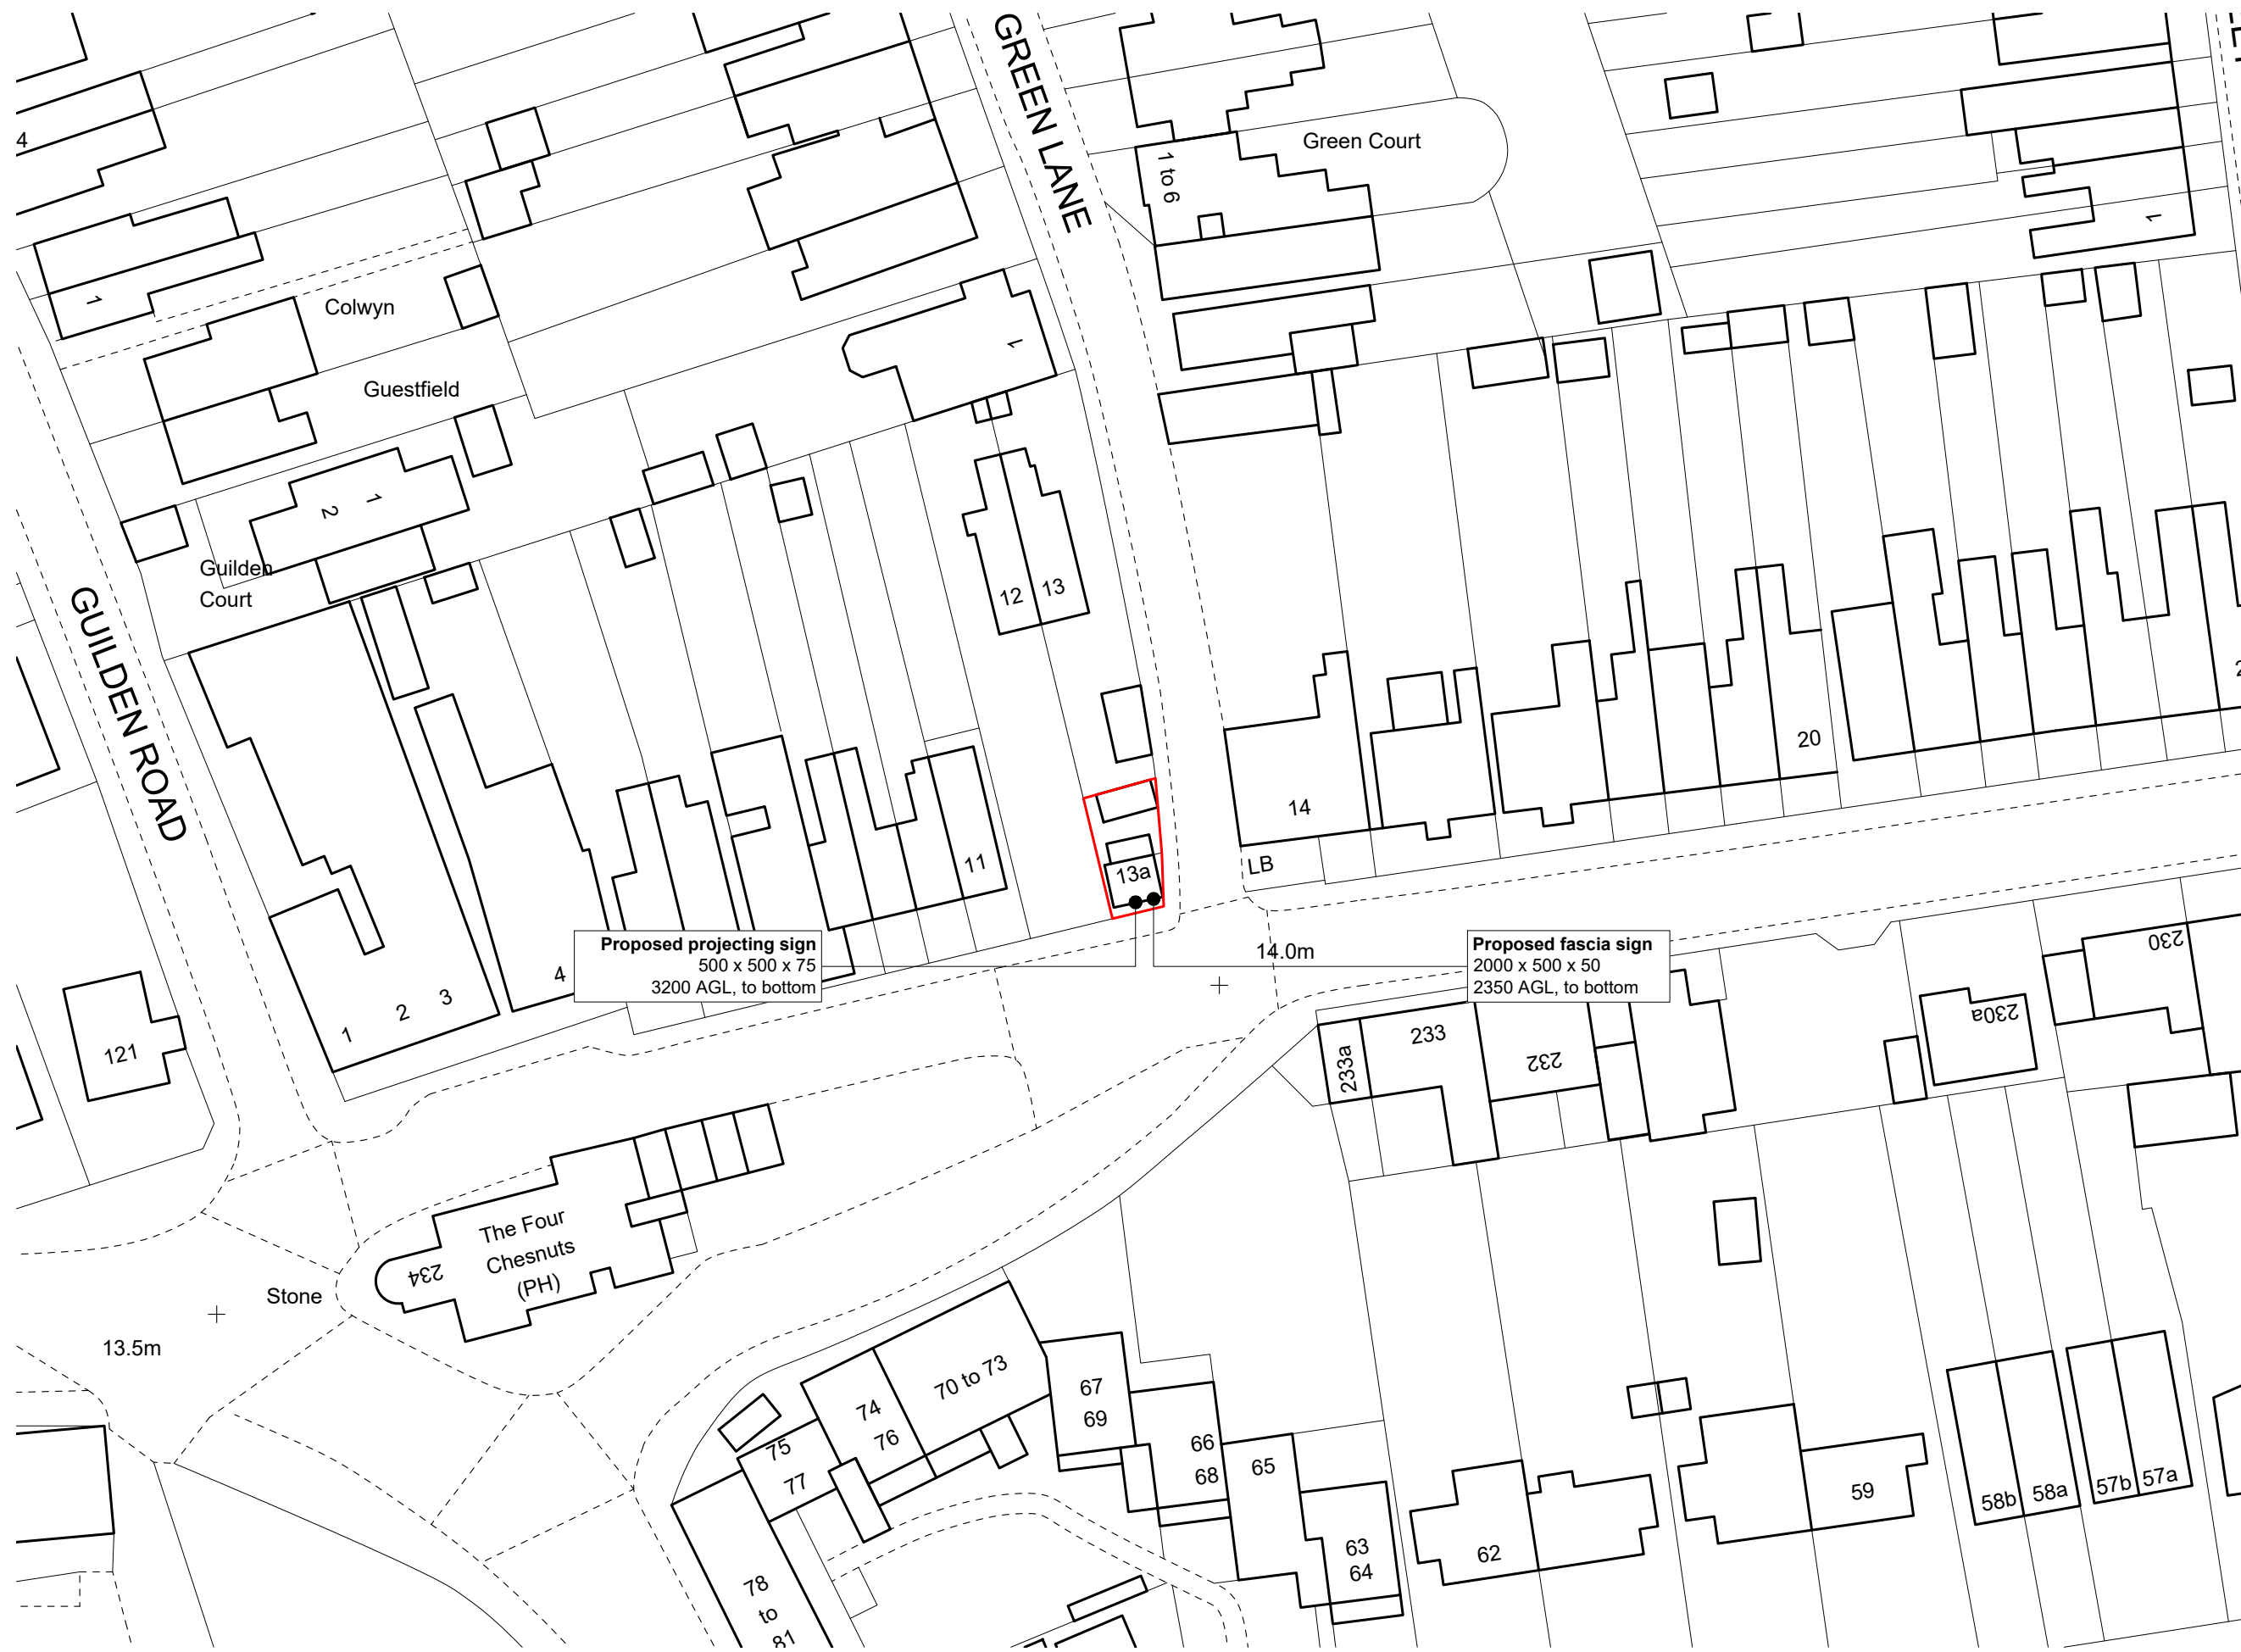 GREEN LANE
4
Green Court
1 to 6
1
1
Colwyn
1
Guestfield
1
2
Guilden
Court
12
13
GUILDEN ROAD
20
14
11
13a
LB
Proposed projecting sign
500 x 500 x 75
3200 AGL, to bottom
14.0m
Proposed fascia sign
2000 x 500 x 50
2350 AGL, to bottom
230
4
3
2
1
230a
121
233
233a
232
The Four
Chesnuts
(PH)
234
Stone
13.5m
70 to 73
67
69
74
76
75
77
66
68
65
59
58b
58a
57b
57a
62
63
64
78
to
81